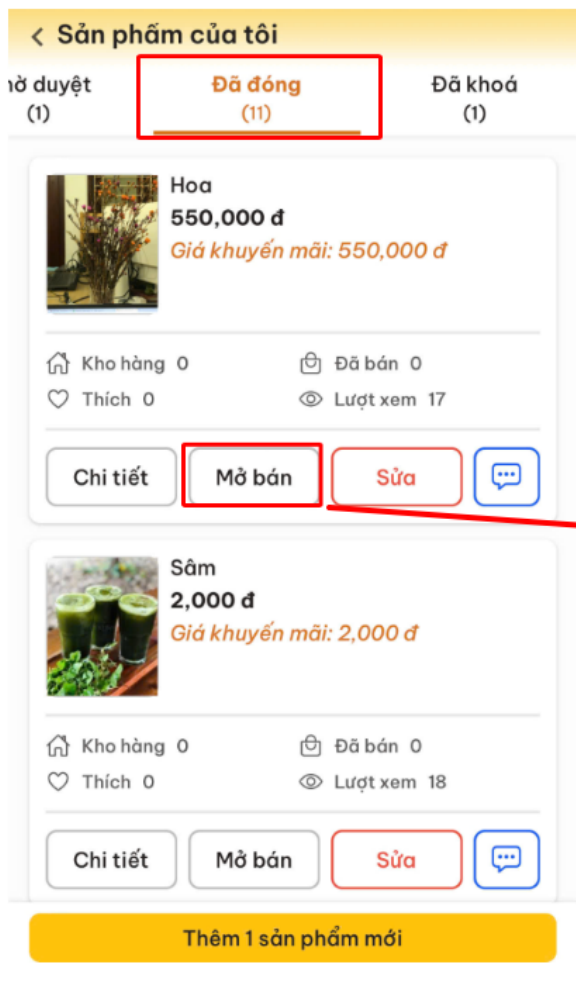 Sản phẩm của tôi
hờ duyệt
(1)
Đã đóng
(11)
Đã khoá
(1)
Hoa
550,000 đ
Giá khuyến mãi: 550,000 đ
Kho hàng 0
Đã bán 0
Thích 0
Lượt xem 17
Chi tiết
Mở bán
Sửa
Sâm
2,000 đ
Giá khuyến mãi: 2,000 đ
Kho hàng 0
Đã bán 0
Thích 0
Lượt xem 18
Chi tiết
Mở bán
Sửa
Thêm 1 sản phẩm mới